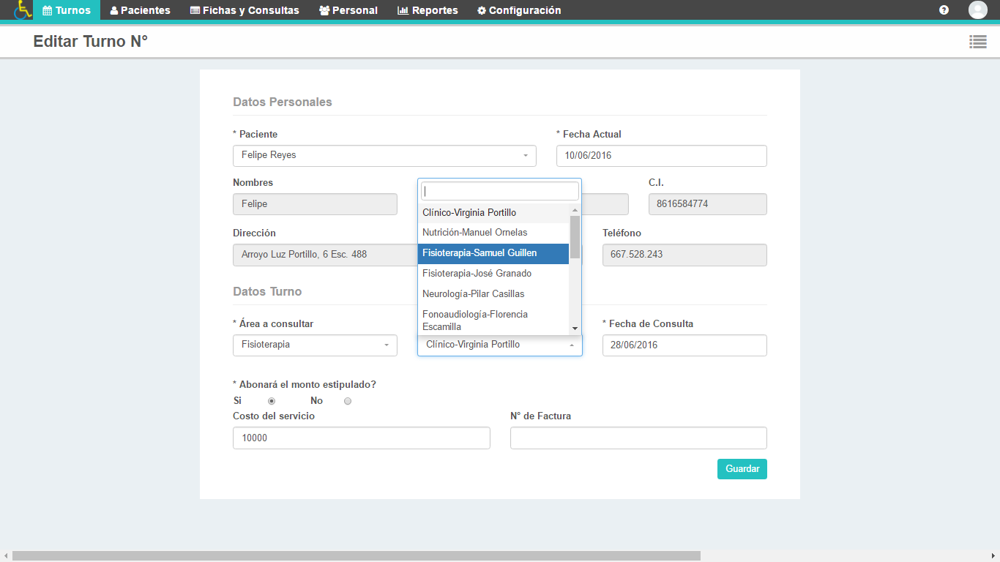 Turnos Pacientes Fichas y Consultas Personal Reportes Configuración
Editar Turno N°
Datos Personales
* Paciente
* Fecha Actual
Felipe Reyes
10/06/2016
Nombres
C.I.
Felipe
8616584774
Dirección
Teléfono
Arroyo Luz Portillo, 6 Esc. 488
667.528.243
Clínico-Virginia Portillo
Nutrición-Manuel Ornelas
Fisioterapia-Samuel Guillen
Fisioterapia-José Granado
Neurología-Pilar Casillas
Fonoaudiología-Florencia
Escamilla
Datos Turno
* Área a consultar
* Fecha de Consulta
Fisioterapia
Clínico-Virginia Portillo
28/06/2016
* Abonará el monto estipulado?
Si No
Costo del servicio
N° de Factura
10000
Guardar